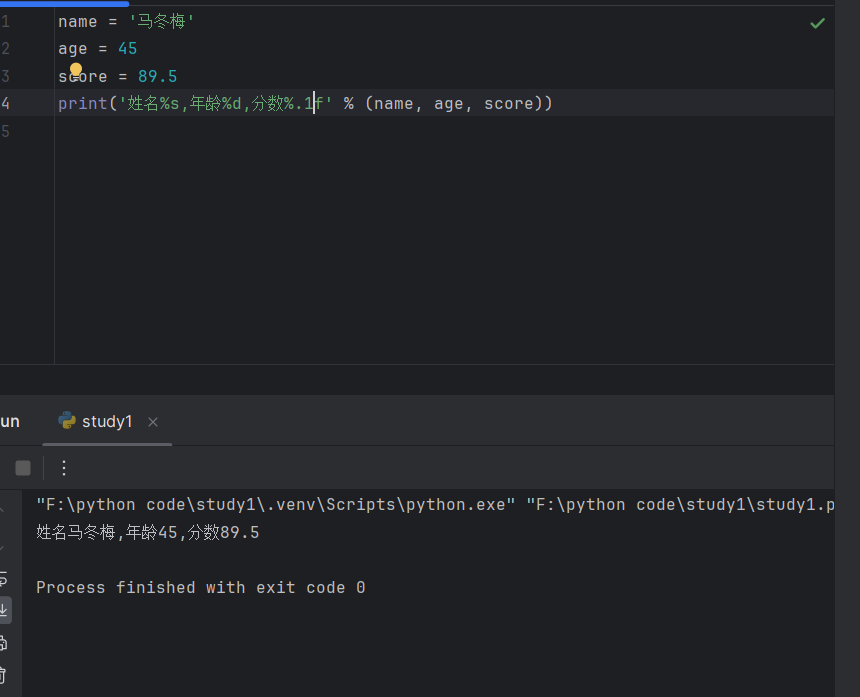 1 name = '马冬梅'
2 age = 45
3 score = 89.5
4 print('姓名%s,年龄%d,分数%.1f' % (name, age, score))
5
un study1
"F:\python code\study1\.venv\Scripts\python.exe" "F:\python code\study1\study1.p
姓名马冬梅,年龄45,分数89.5
Process finished with exit code 0